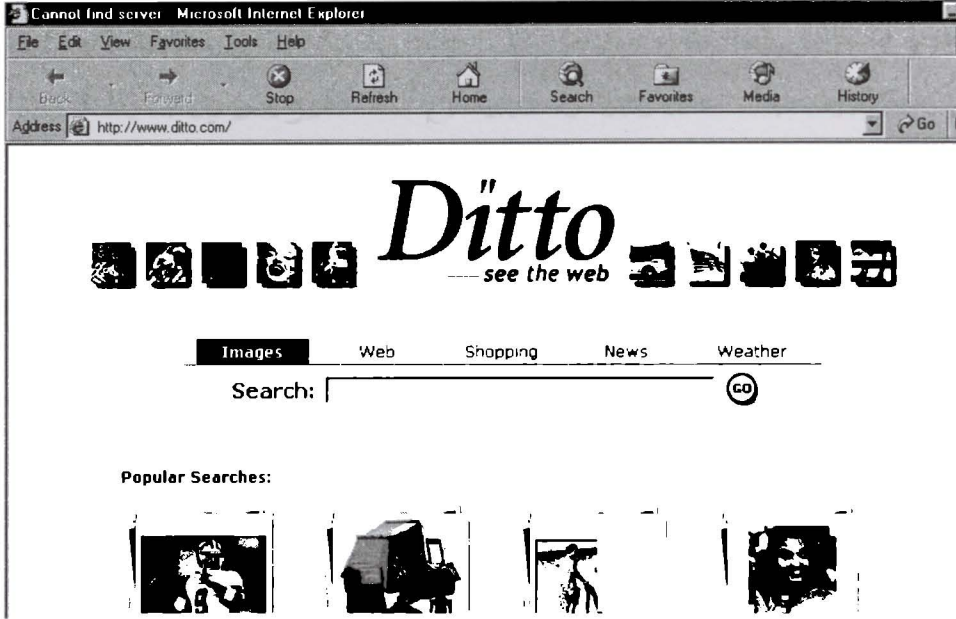 Cannot find server Microsoft Internet Explorer
File Edit View Favorites Tools Help
Back Forward Stop Refresh Home Search Favorites Media History
Address http://www.ditto.com/ Go
Ditto
see the web
Images Web Shopping News Weather
Search: GO
Popular Searches: